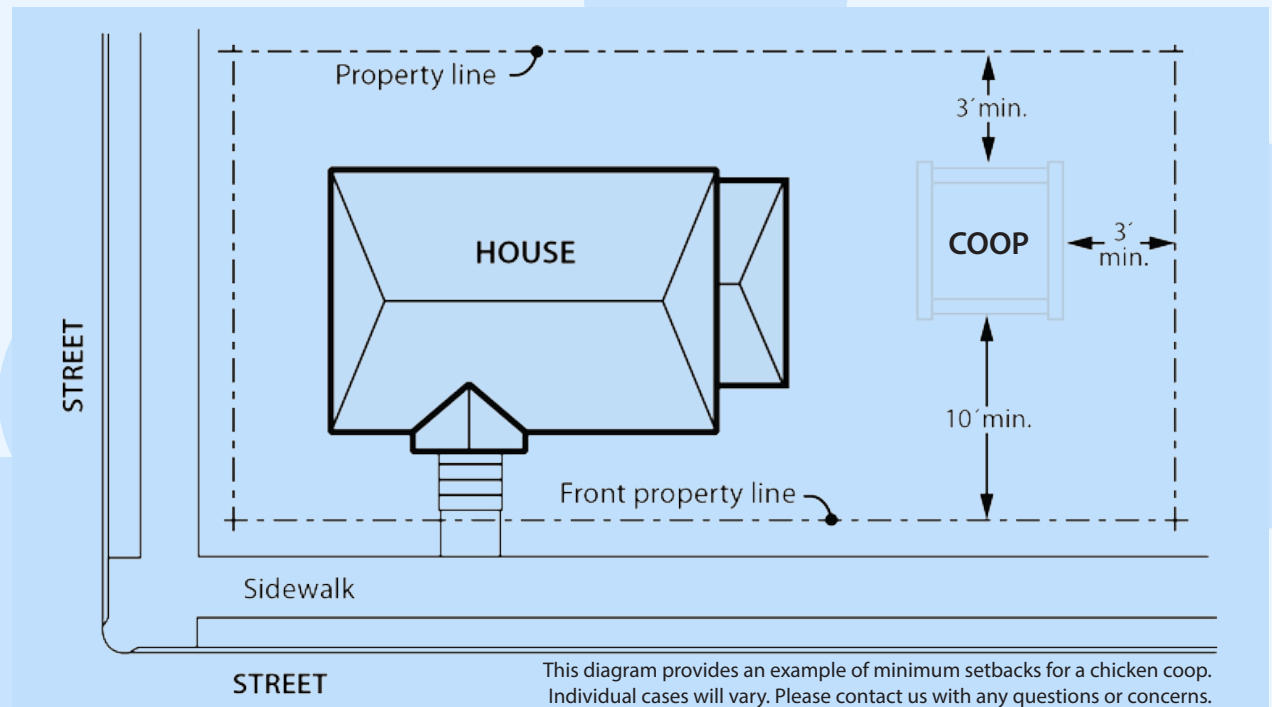 Property line
3´min.
HOUSE
COOP
3´
min.
STREET
10´min.
Front property line
Sidewalk
STREET
This diagram provides an example of minimum setbacks for a chicken coop.
Individual cases will vary. Please contact us with any questions or concerns.